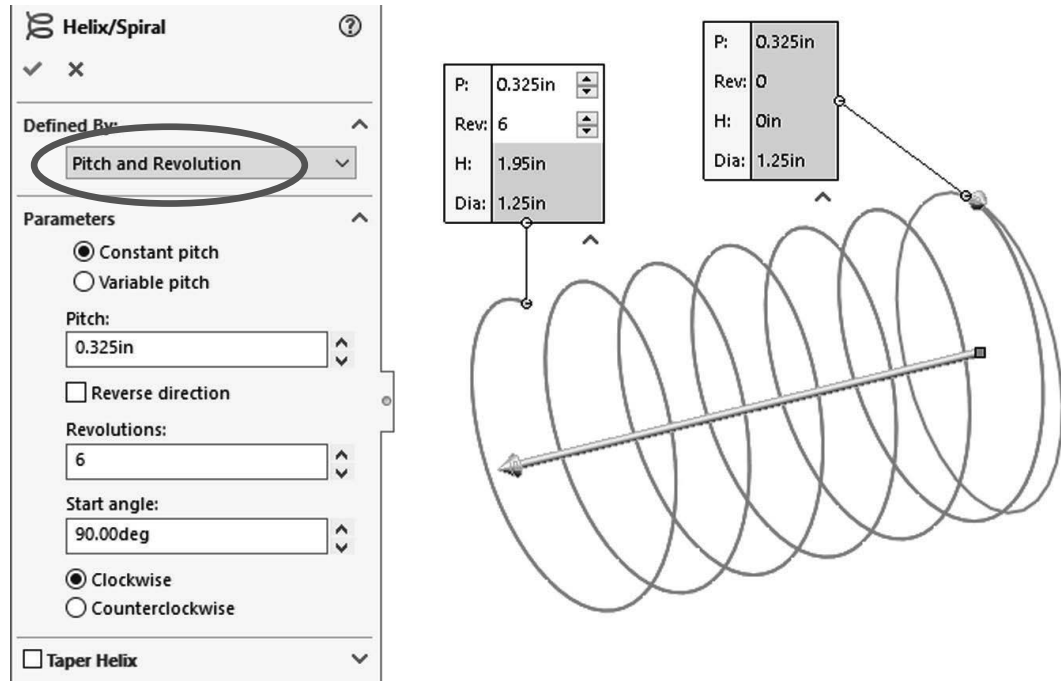 Helix/Spiral
Defined By:
Pitch and Revolution
Parameters
Constant pitch
Variable pitch
Pitch:
0.325in
Reverse direction
Revolutions:
6
Start angle:
90.00deg
Clockwise
Counterclockwise
Taper Helix
P: 0.325in
Rev: 6
H: 1.95in
Dia: 1.25in
P: 0.325in
Rev: 0
H: 0in
Dia: 1.25in